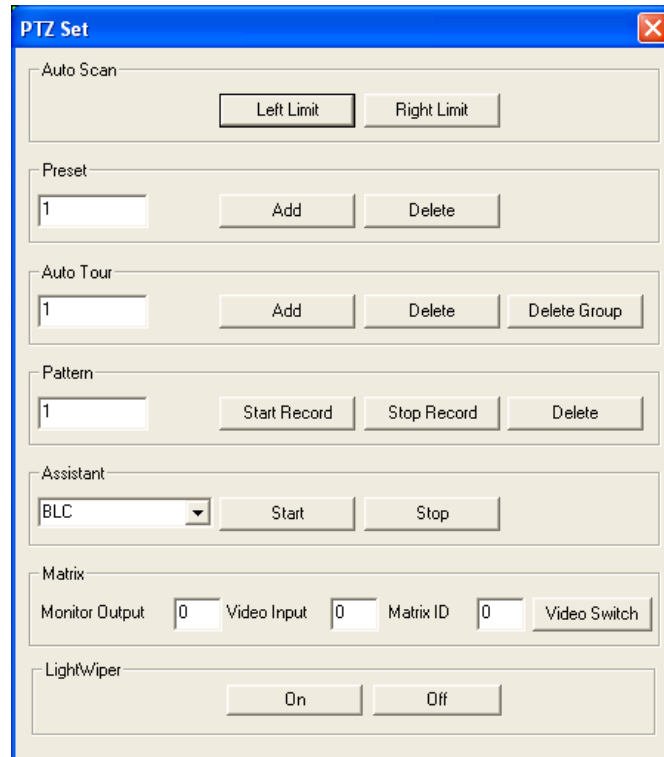 PTZ Set
Auto Scan
Left Limit Right Limit
Preset
1 Add Delete
Auto Tour
1 Add Delete Delete Group
Pattern
1 Start Record Stop Record Delete
Assistant
BLC Start Stop
Matrix
Monitor Output 0 Video Input 0 Matrix ID 0 Video Switch
LightWiper
On Off